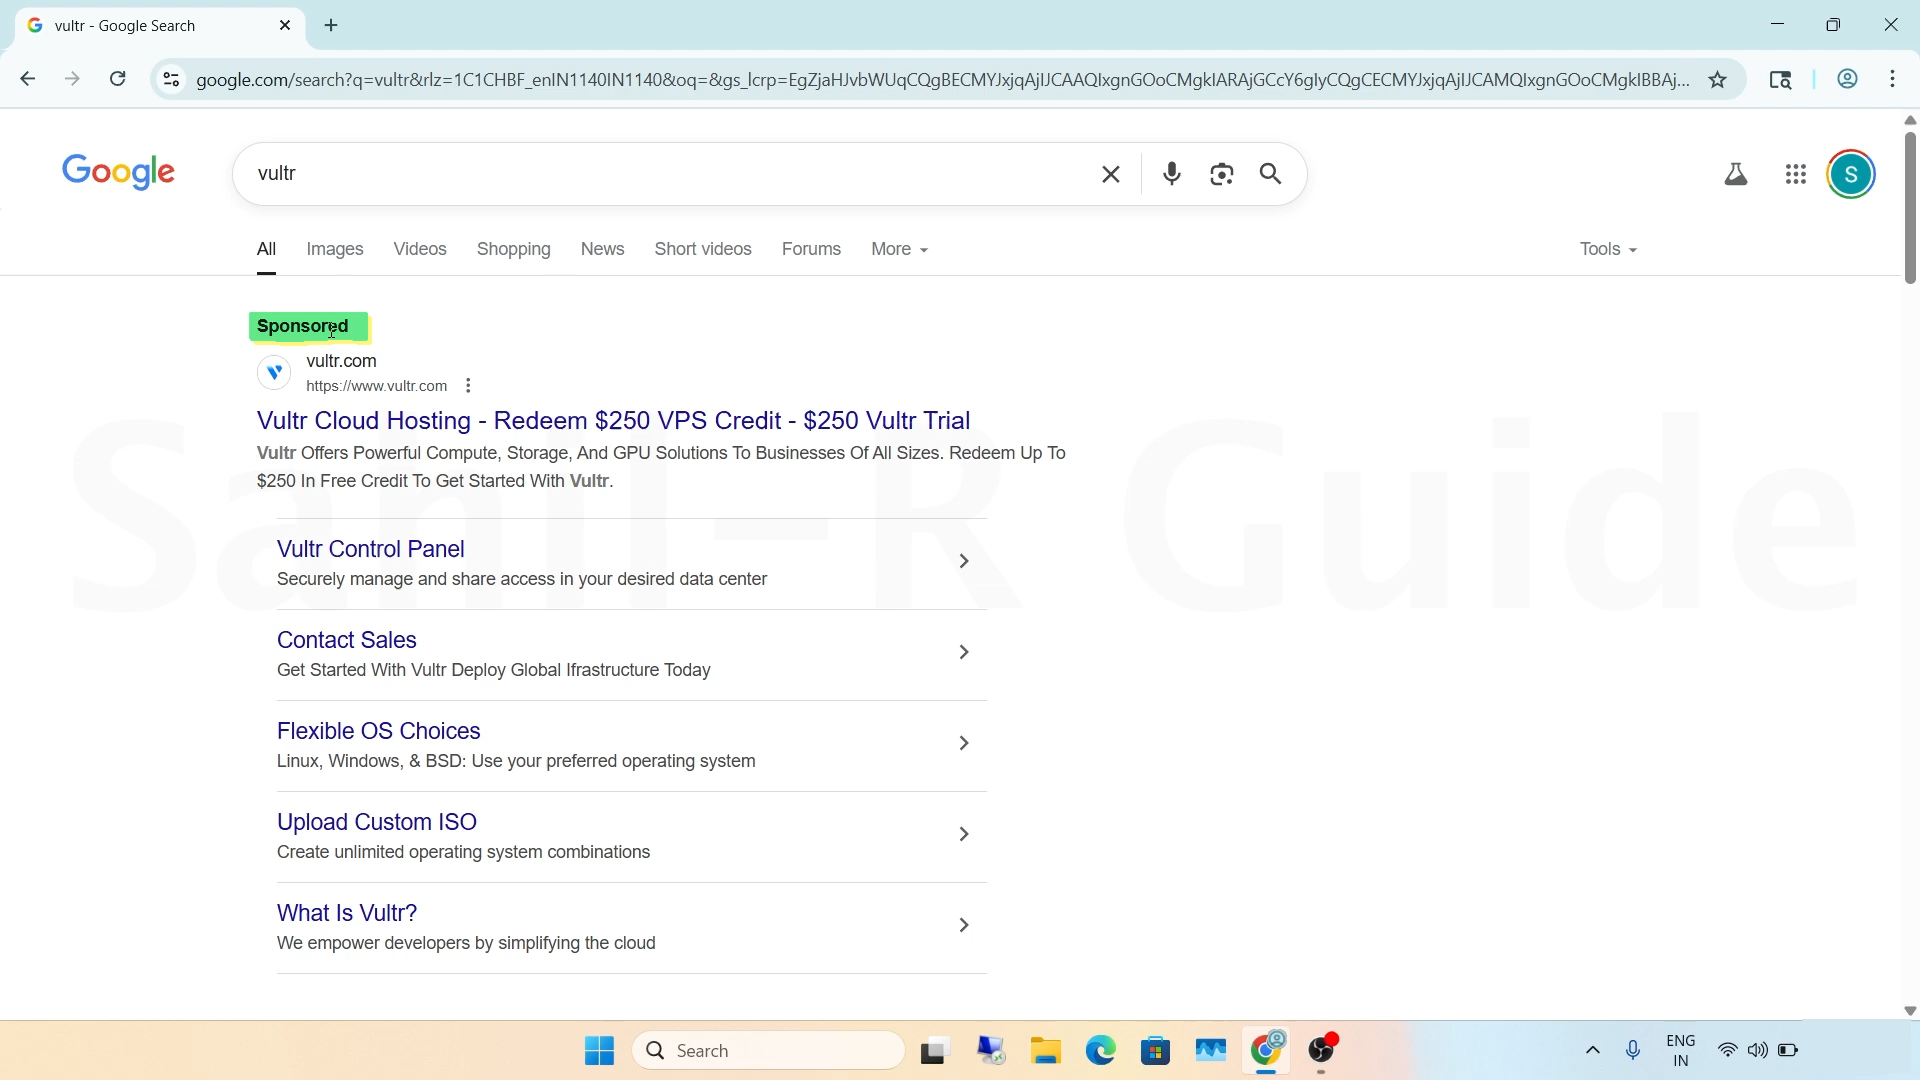 vultr - Google Search
google.com/search?q=vultr&rlz=1C1CHBF_enIN1140IN1140&oq=&gs_lcrp=EgZjaHJvbWUqCQgBECMYJxjqAjIJCAAQIxgnGOoCMgkIARAjGCcY6gIyCQgCECMYJxjqAjIJCAMQIxgnGOoCMgkIBBAj...
Google
vultr
S
All Images Videos Shopping News Short videos Forums More Tools
Sponsored
vultr.com
https://www.vultr.com
Vultr Cloud Hosting - Redeem $250 VPS Credit - $250 Vultr Trial
Vultr Offers Powerful Compute, Storage, And GPU Solutions To Businesses Of All Sizes. Redeem Up To
$250 In Free Credit To Get Started With Vultr.
Sanil-R Guide
Vultr Control Panel
Securely manage and share access in your desired data center
Contact Sales
Get Started With Vultr Deploy Global Ifrastructure Today
Flexible OS Choices
Linux, Windows, & BSD: Use your preferred operating system
Upload Custom ISO
Create unlimited operating system combinations
What Is Vultr?
We empower developers by simplifying the cloud
Search
ENG
IN